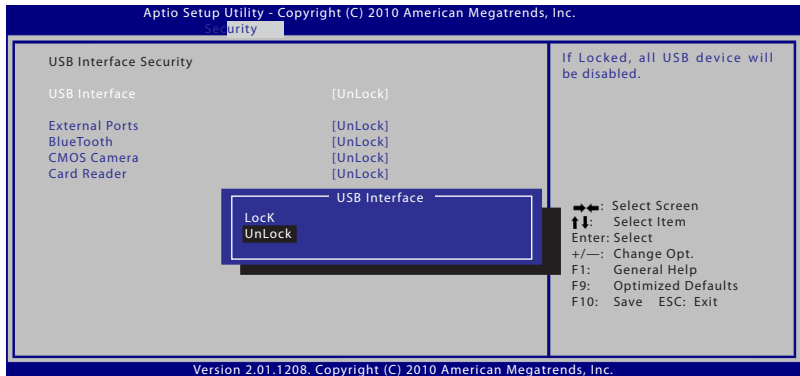 Aptio Setup Utility - Copyright (C) 2010 American Megatrends, Inc.
Security
USB Interface Security
USB Interface [UnLock]
External Ports [UnLock]
BlueTooth [UnLock]
CMOS Camera [UnLock]
Card Reader [UnLock]
USB Interface
LocK
UnLock
If Locked, all USB device will
be disabled.
→←: Select Screen
↑↓: Select Item
Enter: Select
+/—: Change Opt.
F1: General Help
F9: Optimized Defaults
F10: Save ESC: Exit
Version 2.01.1208. Copyright (C) 2010 American Megatrends, Inc.